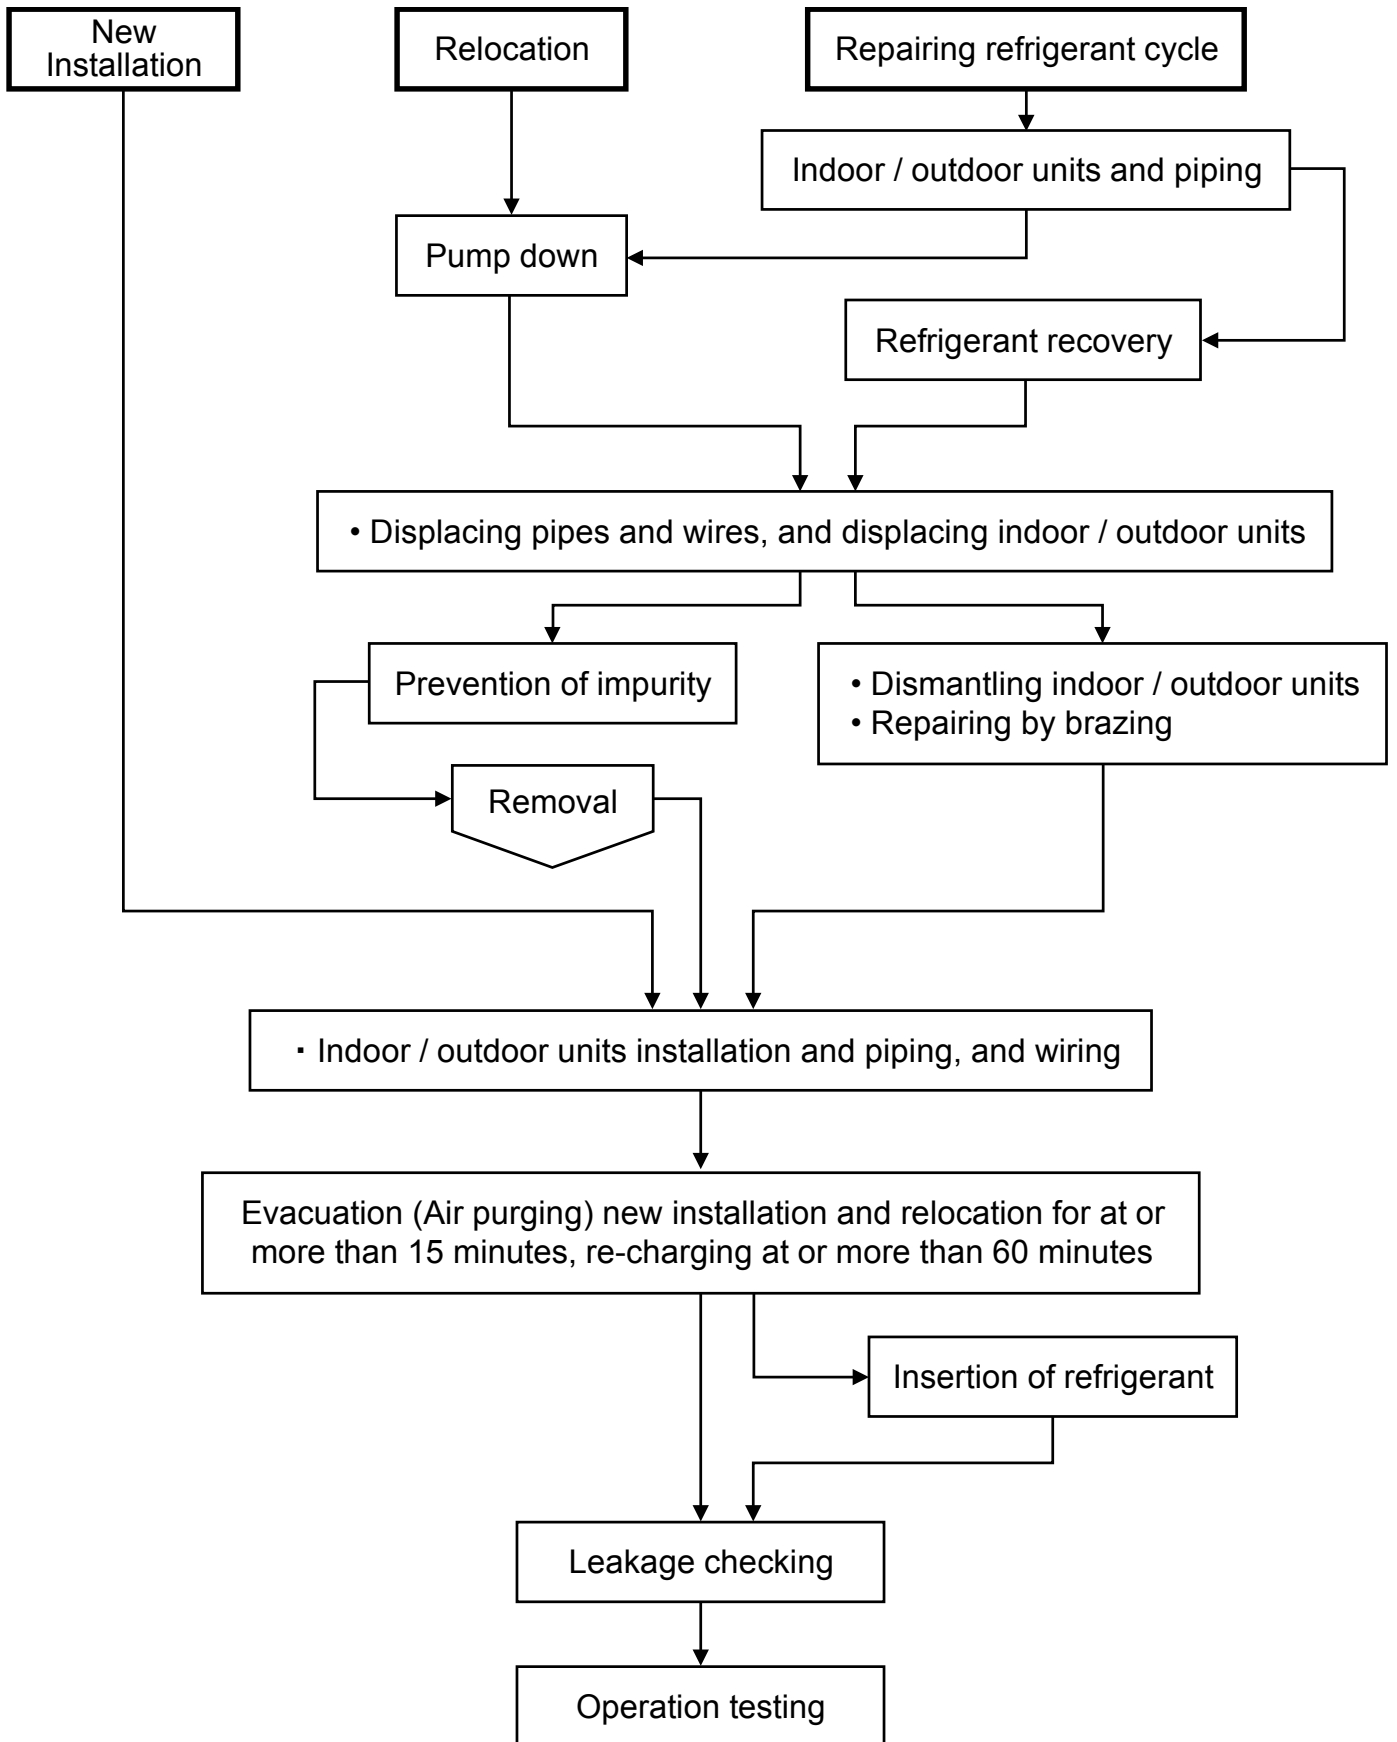 New
Installation
Relocation
Repairing refrigerant cycle
Indoor / outdoor units and piping
Pump down
Refrigerant recovery
• Displacing pipes and wires, and displacing indoor / outdoor units
Prevention of impurity
• Dismantling indoor / outdoor units
• Repairing by brazing
Removal
· Indoor / outdoor units installation and piping, and wiring
Evacuation (Air purging) new installation and relocation for at or
more than 15 minutes, re-charging at or more than 60 minutes
Insertion of refrigerant
Leakage checking
Operation testing